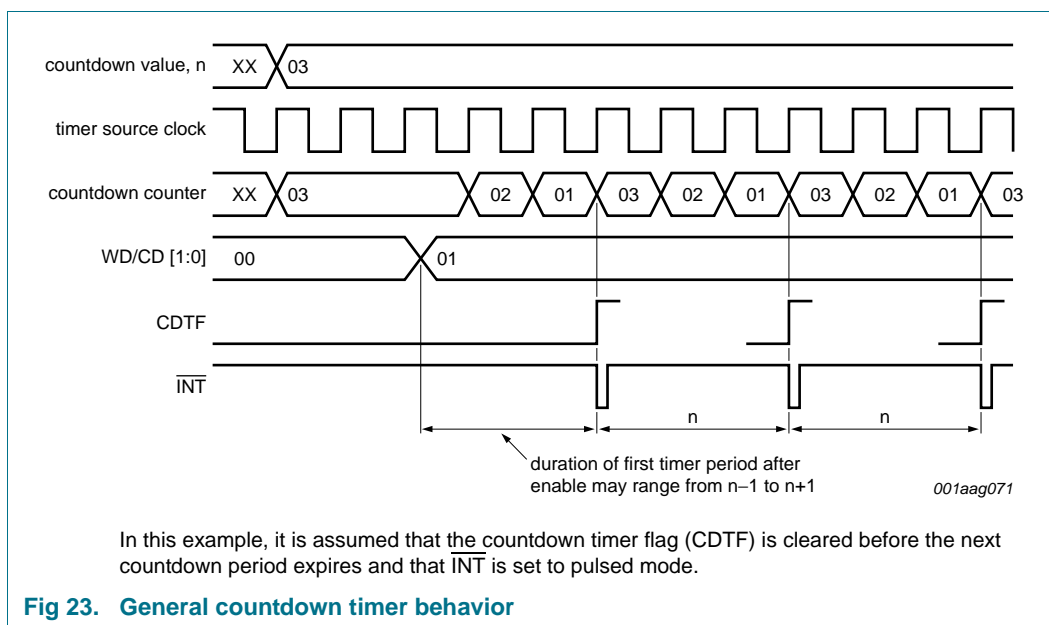 countdown value, n XX 03
timer source clock
countdown counter XX 03 02 01 03 02 01 03 02 01 03
WD/CD [1:0] 00 01
CDTF
INT
n n
duration of first timer period after
enable may range from n−1 to n+1
001aag071
In this example, it is assumed that the countdown timer flag (CDTF) is cleared before the next
countdown period expires and that INT is set to pulsed mode.
Fig 23. General countdown timer behavior